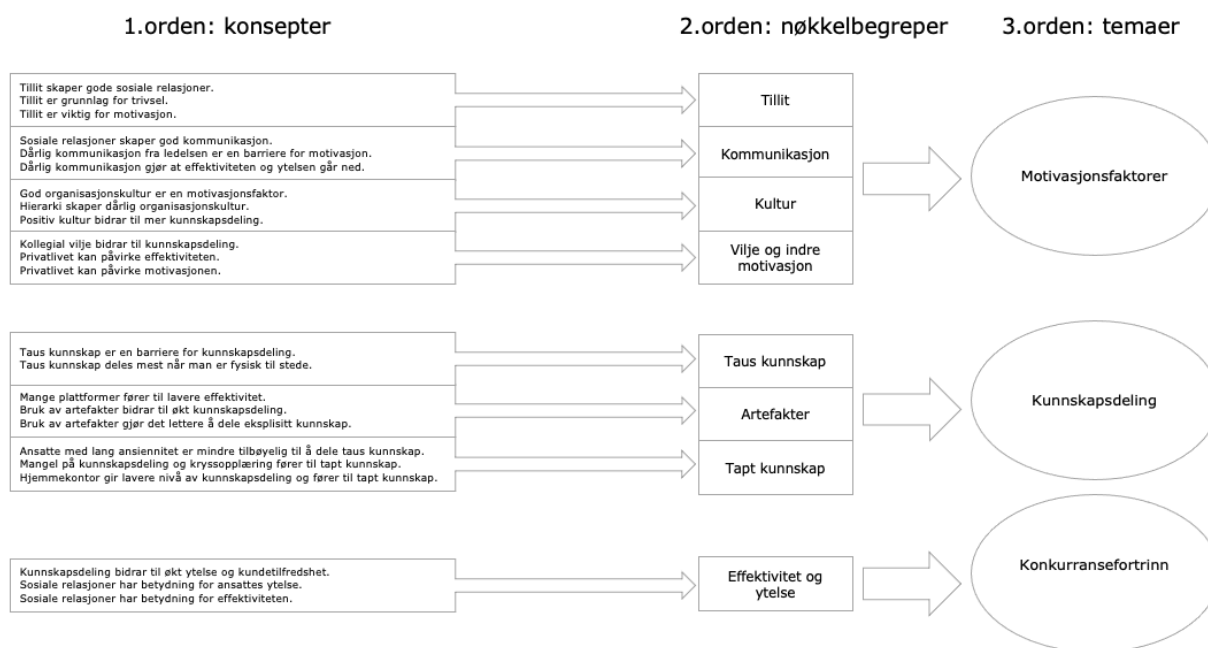 1.orden: konsepter
2.orden: nøkkelbegreper
3.orden: temaer
Tillit skaper gode sosiale relasjoner.
Tillit er grunnlag for trivsel.
Tillit er viktig for motivasjon.
Tillit
Sosiale relasjoner skaper god kommunikasjon.
Dårlig kommunikasjon fra ledelsen er en barriere for motivasjon.
Dårlig kommunikasjon gjør at effektiviteten og ytelsen går ned.
Kommunikasjon
God organisasjonskultur er en motivasjonsfaktor.
Hierarki skaper dårlig organisasjonskultur.
Positiv kultur bidrar til mer kunnskapsdeling.
Kultur
Kollegial vilje bidrar til kunnskapsdeling.
Privatlivet kan påvirke effektiviteten.
Privatlivet kan påvirke motivasjonen.
Vilje og indre
motivasjon
Motivasjonsfaktorer
Taus kunnskap er en barriere for kunnskapsdeling.
Taus kunnskap deles mest når man er fysisk til stede.
Taus kunnskap
Mange plattformer fører til lavere effektivitet.
Bruk av artefakter bidrar til økt kunnskapsdeling.
Bruk av artefakter gjør det lettere å dele eksplisitt kunnskap.
Artefakter
Ansatte med lang ansiennitet er mindre tilbøyelig til å dele taus kunnskap.
Mangel på kunnskapsdeling og kryssopplæring fører til tapt kunnskap.
Hjemmekontor gir lavere nivå av kunnskapsdeling og fører til tapt kunnskap.
Tapt kunnskap
Kunnskapsdeling
Kunnskapsdeling bidrar til økt ytelse og kundetilfredshet.
Sosiale relasjoner har betydning for ansattes ytelse.
Sosiale relasjoner har betydning for effektiviteten.
Effektivitet og
ytelse
Konkurransefortrinn